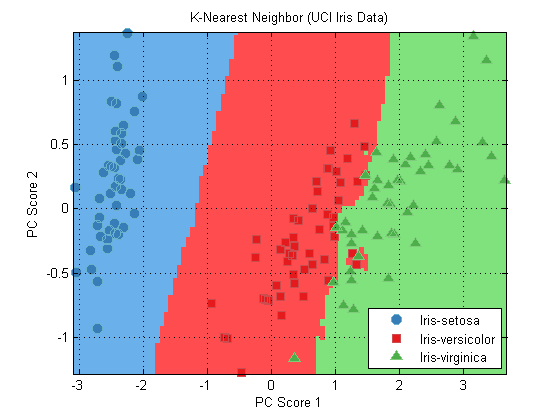 K-Nearest Neighbor (UCI Iris Data)
PC Score 2
1
0.5
0
-0.5
-1
-3
-2
-1
0
1
2
3
PC Score 1
Iris-setosa
Iris-versicolor
Iris-virginica